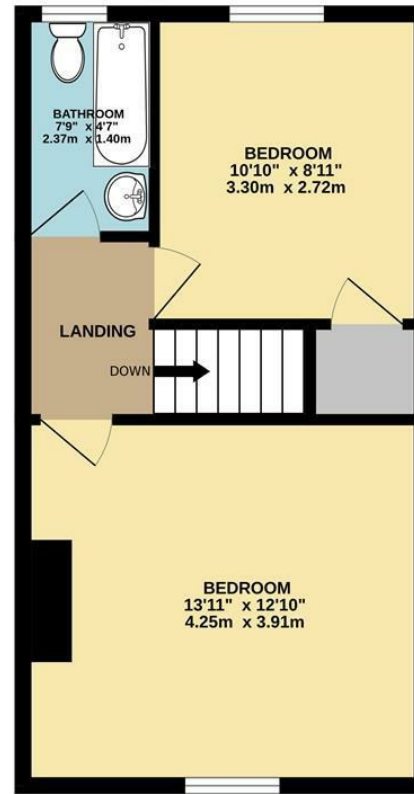 BATHROOM
7'9" x 4'7"
2.37m x 1.40m
BEDROOM
10'10" x 8'11"
3.30m x 2.72m
LANDING
DOWN
BEDROOM
13'11" x 12'10"
4.25m x 3.91m